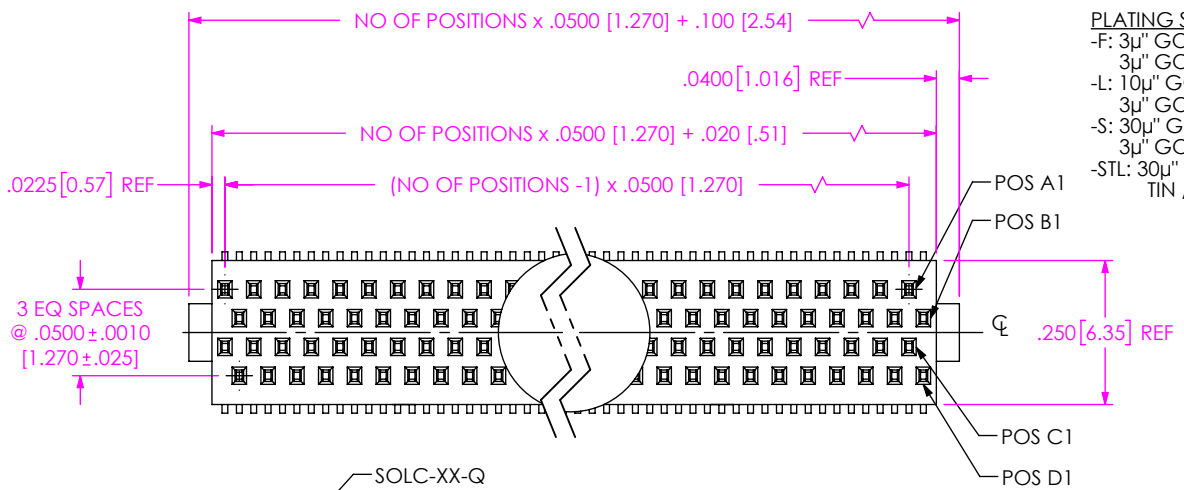 NO OF POSITIONS x .0500 [1.270] + .100 [2.54]
PLATING S
-F: 3µ" GO
3µ" GO
-L: 10µ" G
3µ" GO
-S: 30µ" G
3µ" GO
-STL: 30µ"
TIN
.0400[1.016] REF
NO OF POSITIONS x .0500 [1.270] + .020 [.51]
.0225[0.57] REF
(NO OF POSITIONS -1) x .0500 [1.270]
POS A1
POS B1
3 EQ SPACES
@ .0500±.0010
[1.270±.025]
℄
.250[6.35] REF
POS C1
POS D1
SOLC-XX-Q